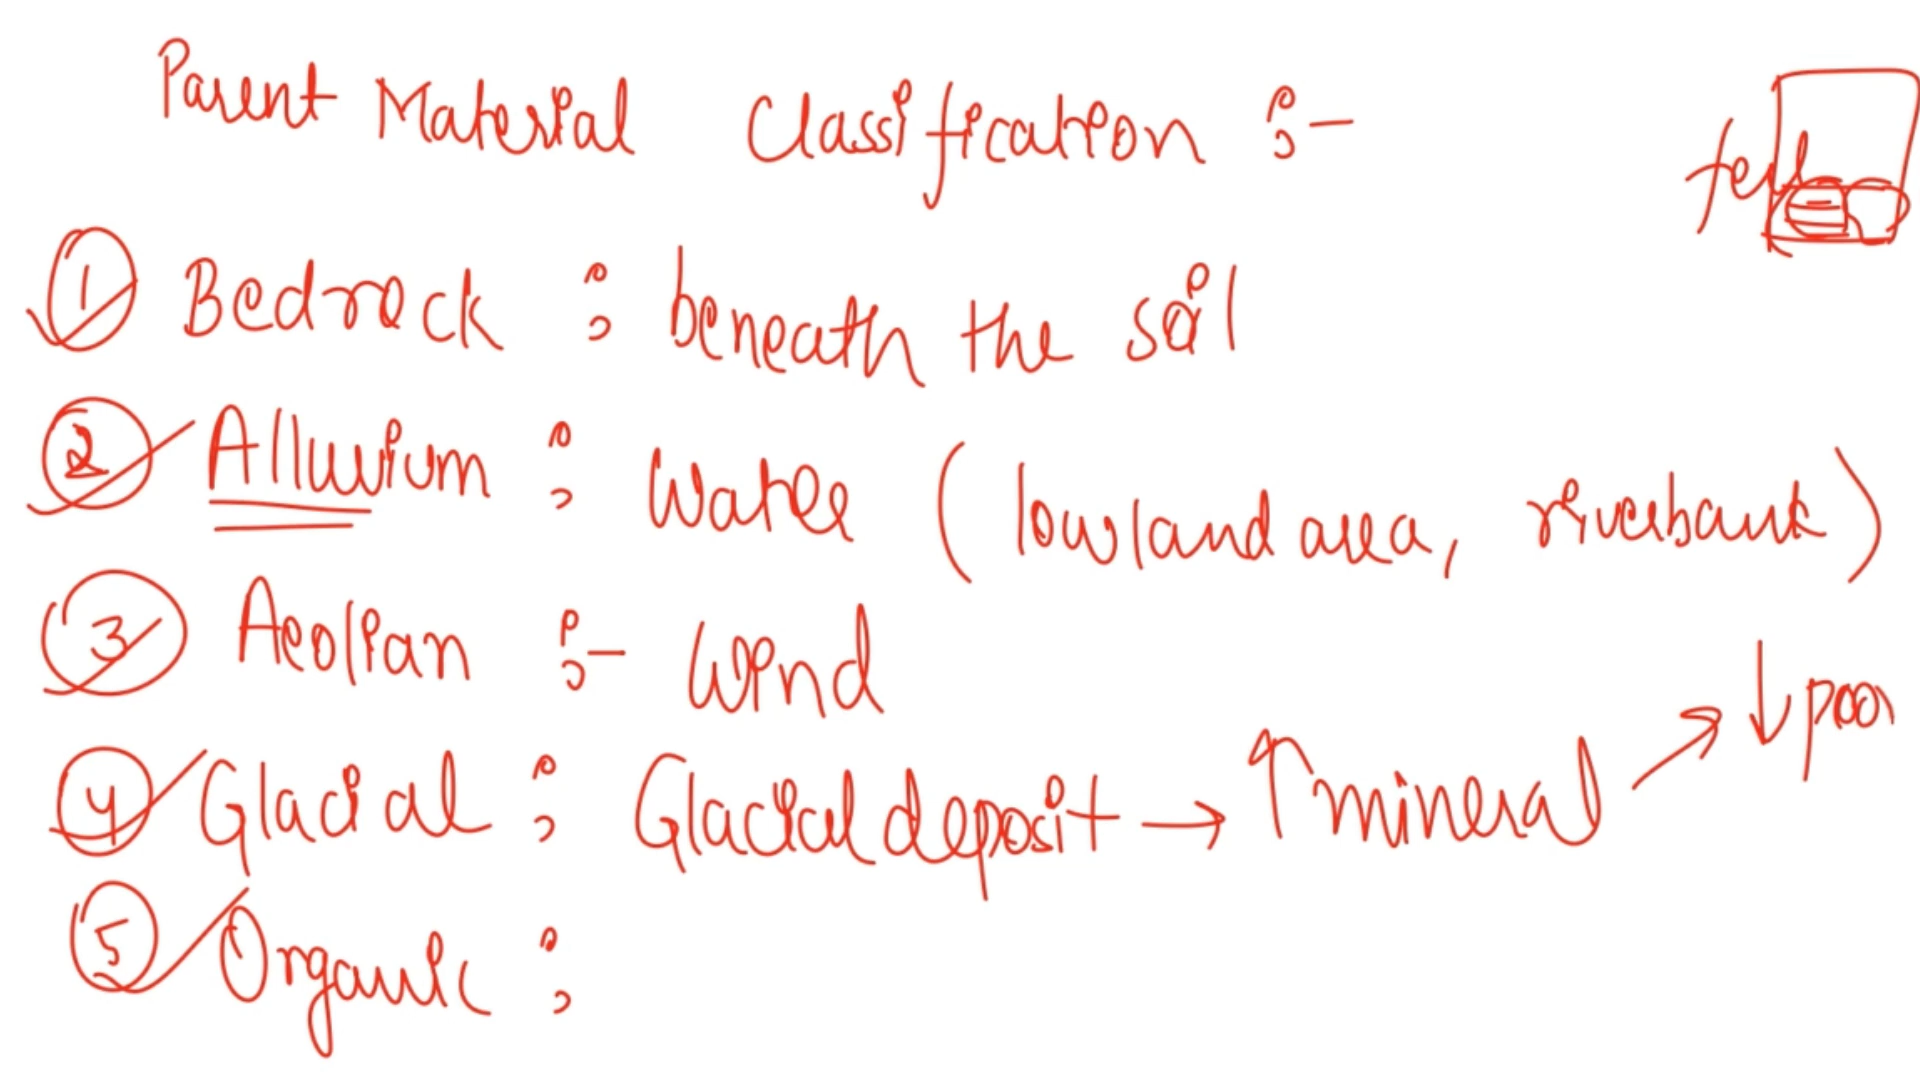 Parent Material Classification :-
① Bedrock : beneath the soil
② Alluvium : Water (lowland area, riverbank)
③ Aeolian :- Wind
④ Glacial : Glacial deposit → ↑ mineral → ↓ poor
⑤ Organic :